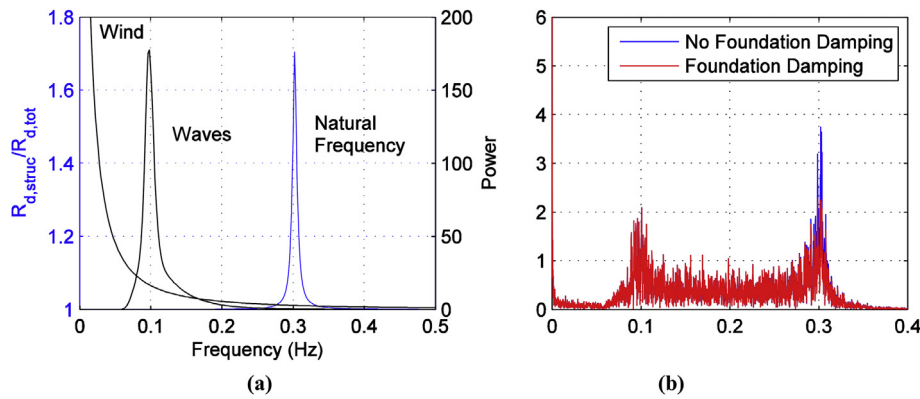 1.8
1.6
1.4
1.2
1
R_d,struc/R_d,tot
Wind
Waves
Natural
Frequency
200
150
100
50
0
Power
0
0.1
0.2
0.3
0.4
0.5
Frequency (Hz)
(a)
6
5
4
3
2
1
0
No Foundation Damping
Foundation Damping
0
0.1
0.2
0.3
0.4
(b)